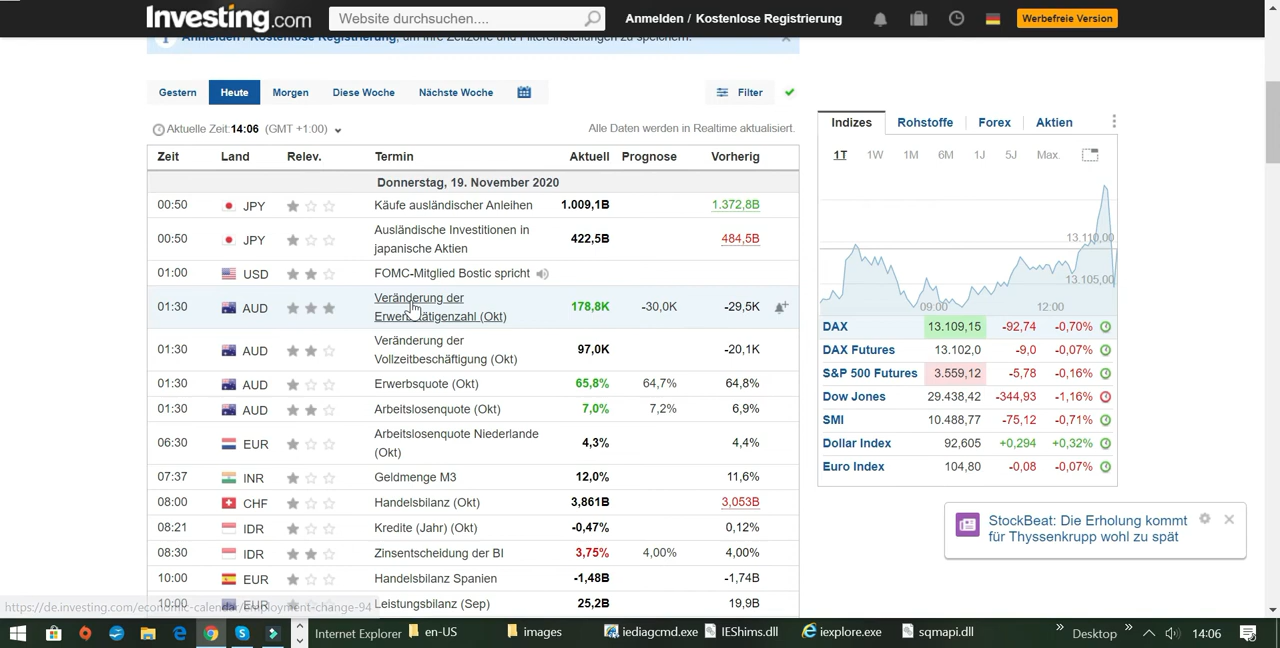 Investing.com
Website durchsuchen....
Anmelden / Kostenlose Registrierung
Werbefreie Version
Anmelden / Kostenlose Registrierung, um Ihre Zeitzone und Filtereinstellungen zu speichern.
Gestern Heute Morgen Diese Woche Nächste Woche Filter
Aktuelle Zeit: 14:06 (GMT +1:00) Alle Daten werden in Realtime aktualisiert.
Zeit Land Relev. Termin Aktuell Prognose Vorherig
Donnerstag, 19. November 2020
00:50 JPY Käufe ausländischer Anleihen 1.009,1B 1.372,8B
00:50 JPY Ausländische Investitionen in
japanische Aktien 422,5B 484,5B
01:00 USD FOMC-Mitglied Bostic spricht
01:30 AUD Veränderung der
Erwerbstätigenzahl (Okt) 178,8K -30,0K -29,5K
01:30 AUD Veränderung der
Vollzeitbeschäftigung (Okt) 97,0K -20,1K
01:30 AUD Erwerbsquote (Okt) 65,8% 64,7% 64,8%
01:30 AUD Arbeitslosenquote (Okt) 7,0% 7,2% 6,9%
06:30 EUR Arbeitslosenquote Niederlande
(Okt) 4,3% 4,4%
07:37 INR Geldmenge M3 12,0% 11,6%
08:00 CHF Handelsbilanz (Okt) 3,861B 3,053B
08:21 IDR Kredite (Jahr) (Okt) -0,47% 0,12%
08:30 IDR Zinsentscheidung der BI 3,75% 4,00% 4,00%
10:00 EUR Handelsbilanz Spanien -1,48B -1,74B
10:00 EUR Leistungsbilanz (Sep) 25,2B 19,9B
https://de.investing.com/economic-calendar/employment-change-94
Indizes Rohstoffe Forex Aktien
1T 1W 1M 6M 1J 5J Max.
13.110,00
13.105,00
09:00 12:00
DAX 13.109,15 -92,74 -0,70%
DAX Futures 13.102,0 -9,0 -0,07%
S&P 500 Futures 3.559,12 -5,78 -0,16%
Dow Jones 29.438,42 -344,93 -1,16%
SMI 10.488,77 -75,12 -0,71%
Dollar Index 92,605 +0,294 +0,32%
Euro Index 104,80 -0,08 -0,07%
StockBeat: Die Erholung kommt
für Thyssenkrupp wohl zu spät
Internet Explorer en-US images iediagcmd.exe IEShims.dll iexplore.exe sqmapi.dll Desktop 14:06